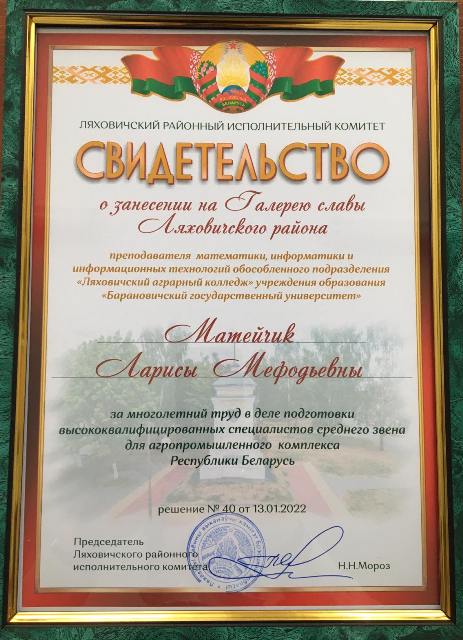 ЛЯХОВИЧСКИЙ РАЙОННЫЙ ИСПОЛНИТЕЛЬНЫЙ КОМИТЕТ
СВИДЕТЕЛЬСТВО
о занесении на Галерею славы
Ляховичского района
преподавателя математики, информатики и
информационных технологий обособленного подразделения
«Ляховичский аграрный колледж» учреждения образования
«Барановичский государственный университет»
Матейчик
Ларисы Мефодьевны
за многолетний труд в деле подготовки
высококвалифицированных специалистов среднего звена
для агропромышленного комплекса
Республики Беларусь
решение № 40 от 13.01.2022
Председатель
Ляховичского районного
исполнительного комитета
Н.Н.Мороз